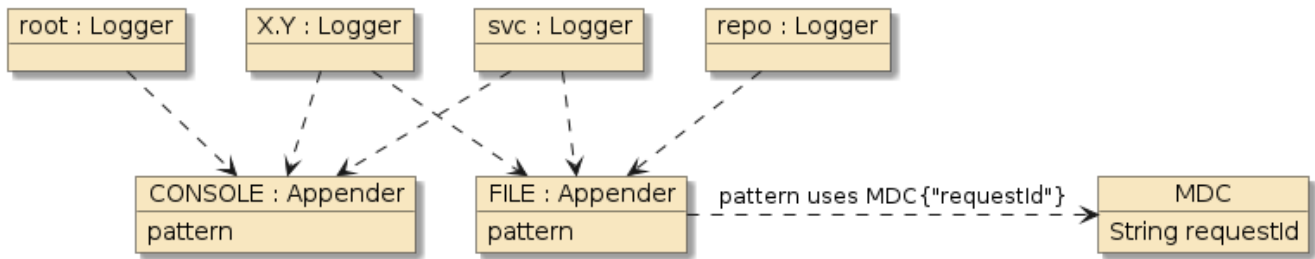 root : Logger
X.Y : Logger
svc : Logger
repo : Logger
CONSOLE : Appender
pattern
FILE : Appender
pattern
pattern uses MDC{"requestId"}
MDC
String requestId